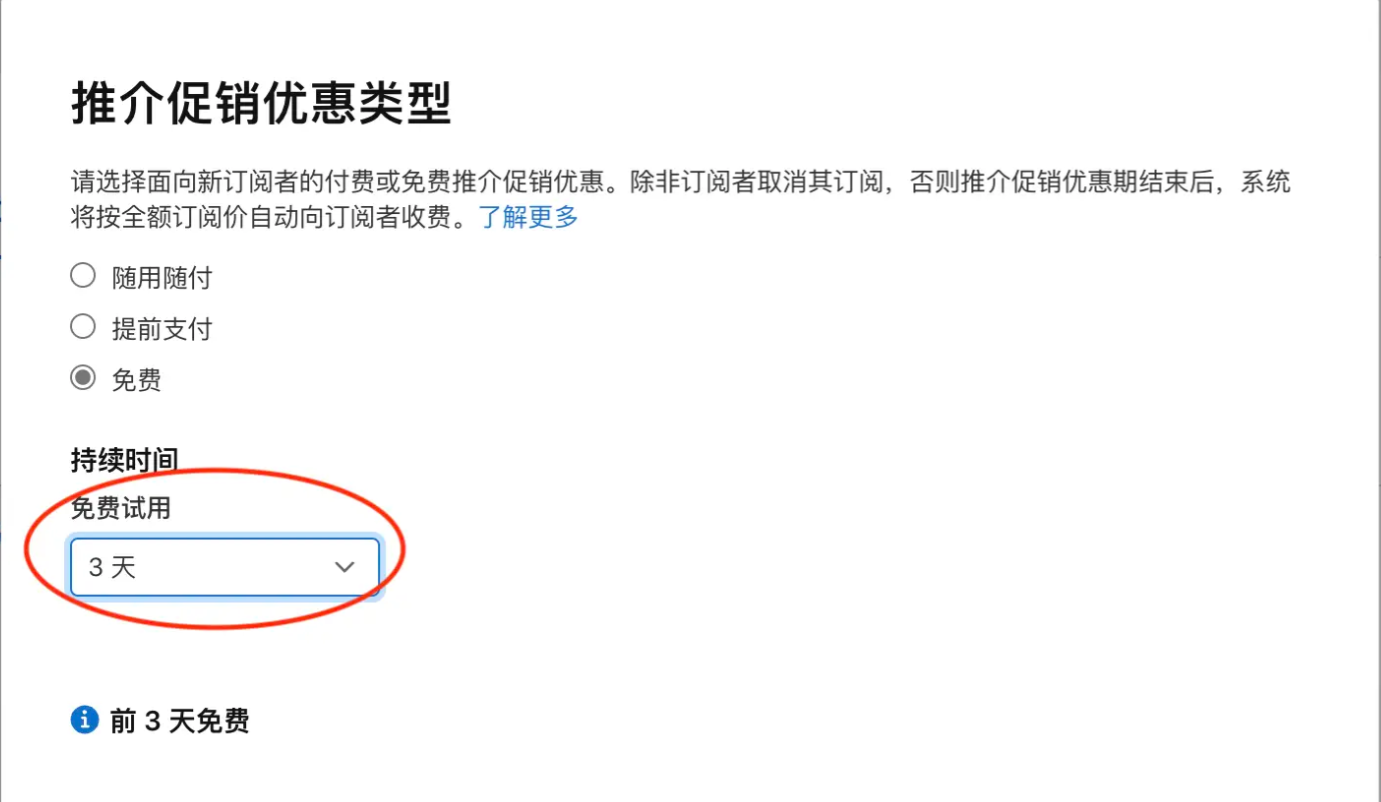 推介促销优惠类型
请选择面向新订阅者的付费或免费推介促销优惠。除非订阅者取消其订阅，否则推介促销优惠期结束后，系统
将按全额订阅价自动向订阅者收费。了解更多
随用随付
提前支付
免费
持续时间
免费试用
3 天
前 3 天免费